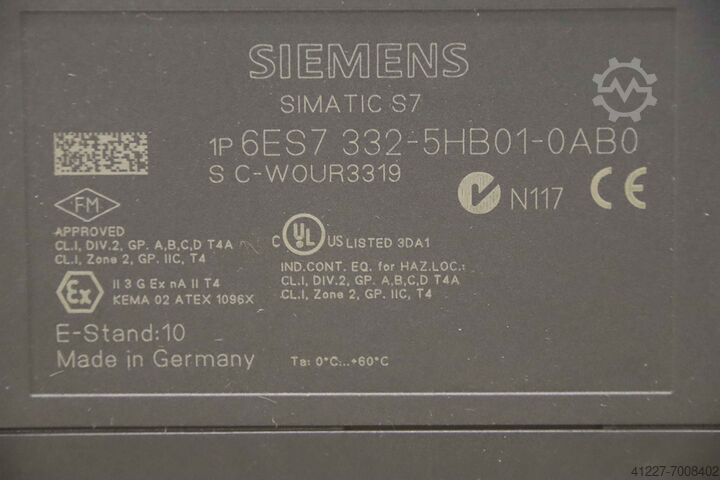 SIEMENS
SIMATIC S7
1P 6ES7 332-5HB01-0AB0
S C-W0UR3319
N117 CE
FM
APPROVED
CL.I, DIV.2, GP. A,B,C,D T4A
CL.I, Zone 2, GP. IIC, T4
C UL US LISTED 3DA1
IND.CONT. EQ. for HAZ.LOC.:
CL.I, DIV.2, GP. A,B,C,D T4A
CL.I, Zone 2, GP. IIC, T4
Ex II 3 G Ex nA II T4
KEMA 02 ATEX 1096X
E-Stand:10
Made in Germany
Ta: 0°C...+60°C
41227-7008402